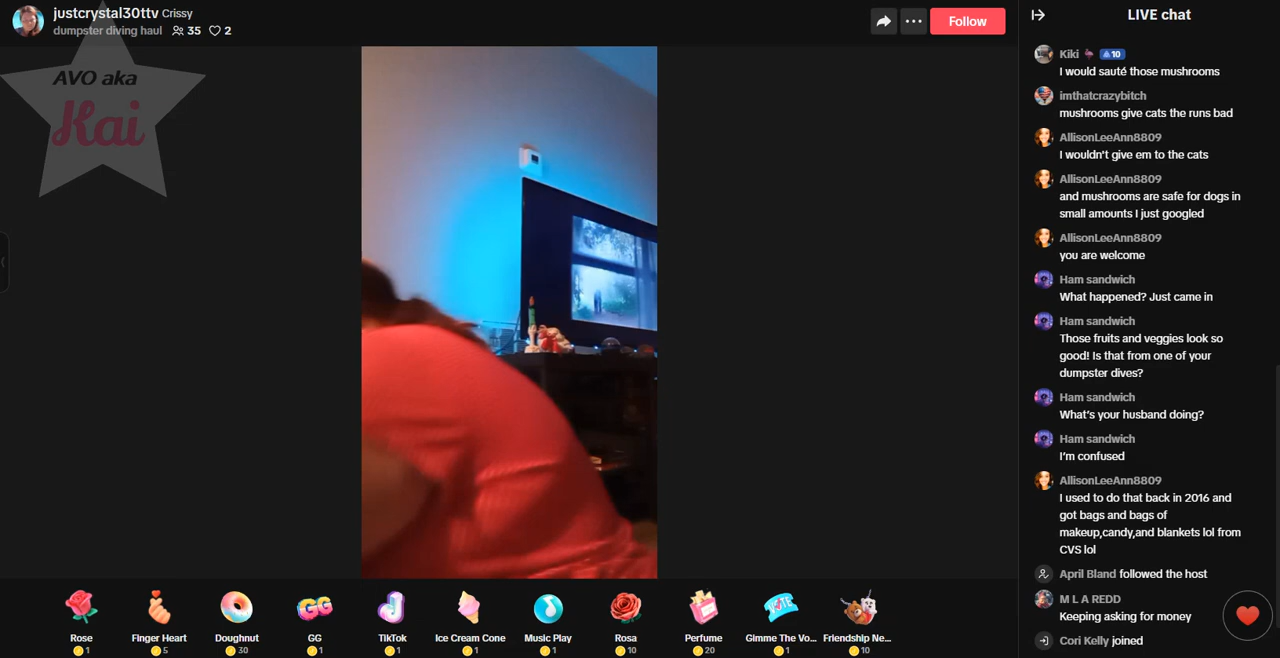 justcrystal30ttv Crissy
dumpster diving haul 35 2
Follow
AVO aka
Kai
LIVE chat
Kiki 10
I would sauté those mushrooms
imthatcrazybitch
mushrooms give cats the runs bad
AllisonLeeAnn8809
I wouldn't give em to the cats
AllisonLeeAnn8809
and mushrooms are safe for dogs in
small amounts I just googled
AllisonLeeAnn8809
you are welcome
Ham sandwich
What happened? Just came in
Ham sandwich
Those fruits and veggies look so
good! Is that from one of your
dumpster dives?
Ham sandwich
What's your husband doing?
Ham sandwich
I'm confused
AllisonLeeAnn8809
I used to do that back in 2016 and
got bags and bags of
makeup,candy,and blankets lol from
CVS lol
April Bland followed the host
M L A REDD
Keeping asking for money
Cori Kelly joined
GG
VOTE
Rose Finger Heart Doughnut GG TikTok Ice Cream Cone Music Play Rosa Perfume Gimme The Vo... Friendship Ne...
1 5 30 1 1 1 1 10 20 1 10